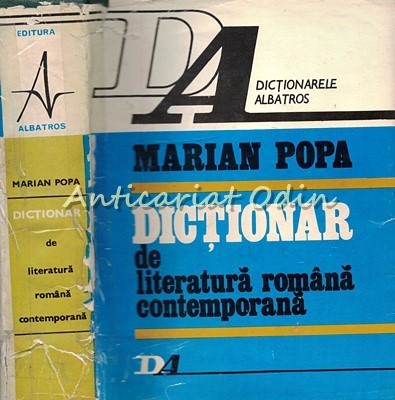 EDITURA
ALBATROS
MARIAN POPA
DICȚIONAR
de
literatură
română
contemporană
DA
DICȚIONARELE
ALBATROS
MARIAN POPA
Anticariat Odin
DICȚIONAR
de
literatură română
contemporană
DA